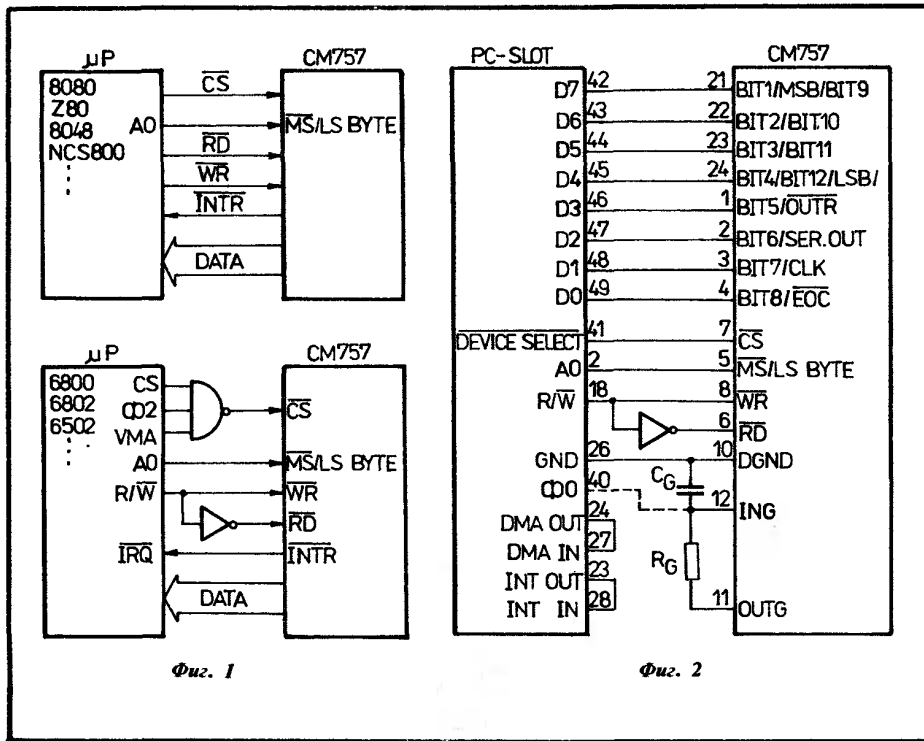 μP CM757
8080
Z80
8048
NCS800
A0
CS
MS/LS BYTE
RD
WR
INTR
DATA
μP CM757
6800
6802
6502
CS
Φ2
VMA
A0
R/W
IRQ
CS
MS/LS BYTE
WR
RD
INTR
DATA
Фиг. 1
PC-SLOT CM757
D7 42 21 BIT1/MSB/BIT9
D6 43 22 BIT2/BIT10
D5 44 23 BIT3/BIT11
D4 45 24 BIT4/BIT12/LSB/
D3 46 1 BIT5/OUTR
D2 47 2 BIT6/SER.OUT
D1 48 3 BIT7/CLK
D0 49 4 BIT8/EOC
DEVICE SELECT 41 7 CS
A0 2 5 MS/LS BYTE
R/W 18 8 WR
6 RD
GND 26 10 DGND
CG
Φ0 40 12 ING
DMA OUT 24
DMA IN 27
RG
INT OUT 23
INT IN 28 11 OUTG
Фиг. 2